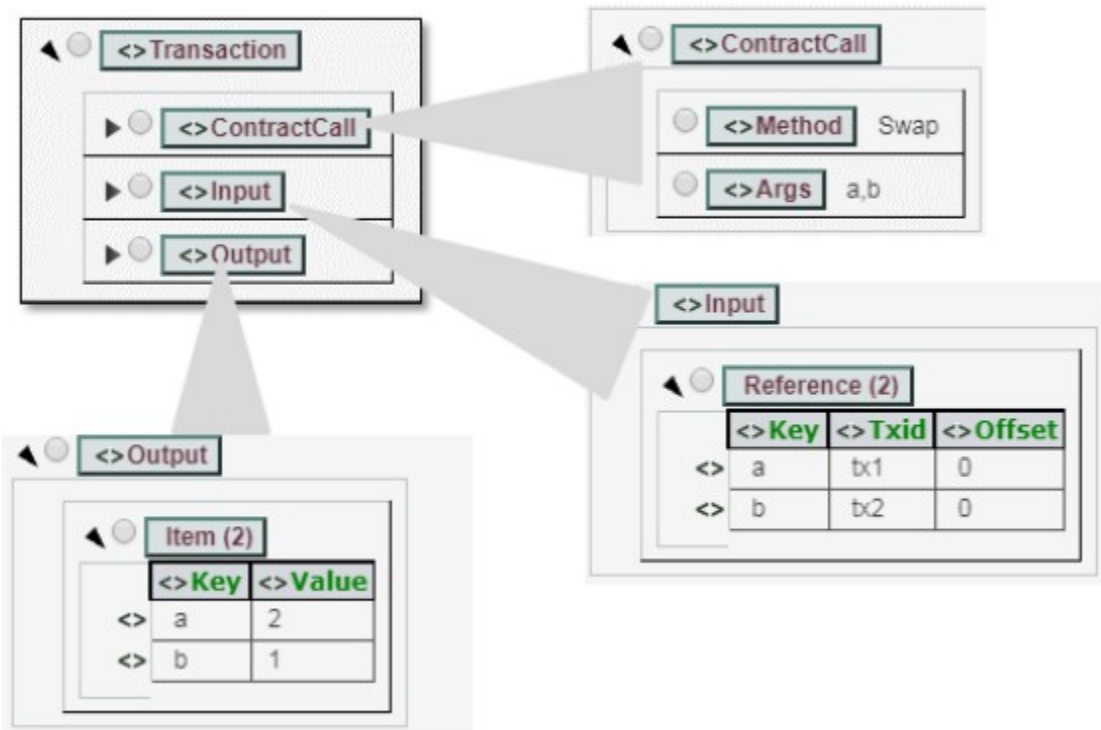 <>Transaction
<>ContractCall
<>Input
<>Output
<>ContractCall
<>Method Swap
<>Args a,b
<>Input
Reference (2)
<>Key <>Txid <>Offset
<> a tx1 0
<> b tx2 0
<>Output
Item (2)
<>Key <>Value
<> a 2
<> b 1